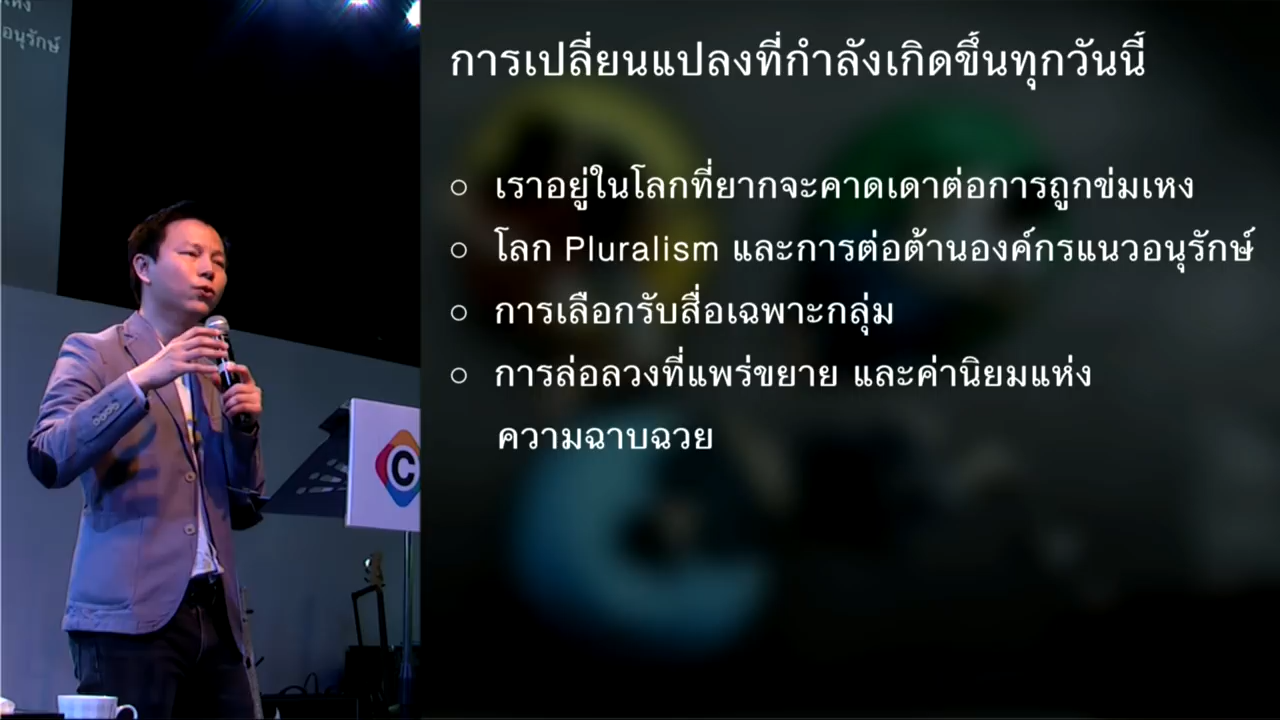 เหง
อนุรักษ์
การเปลี่ยนแปลงที่กำลังเกิดขึ้นทุกวันนี้
○ เราอยู่ในโลกที่ยากจะคาดเดาต่อการถูกข่มเหง
○ โลก Pluralism และการต่อต้านองค์กรแนวอนุรักษ์
○ การเลือกรับสื่อเฉพาะกลุ่ม
○ การล่อลวงที่แพร่ขยาย และค่านิยมแห่ง
ความฉาบฉวย
C